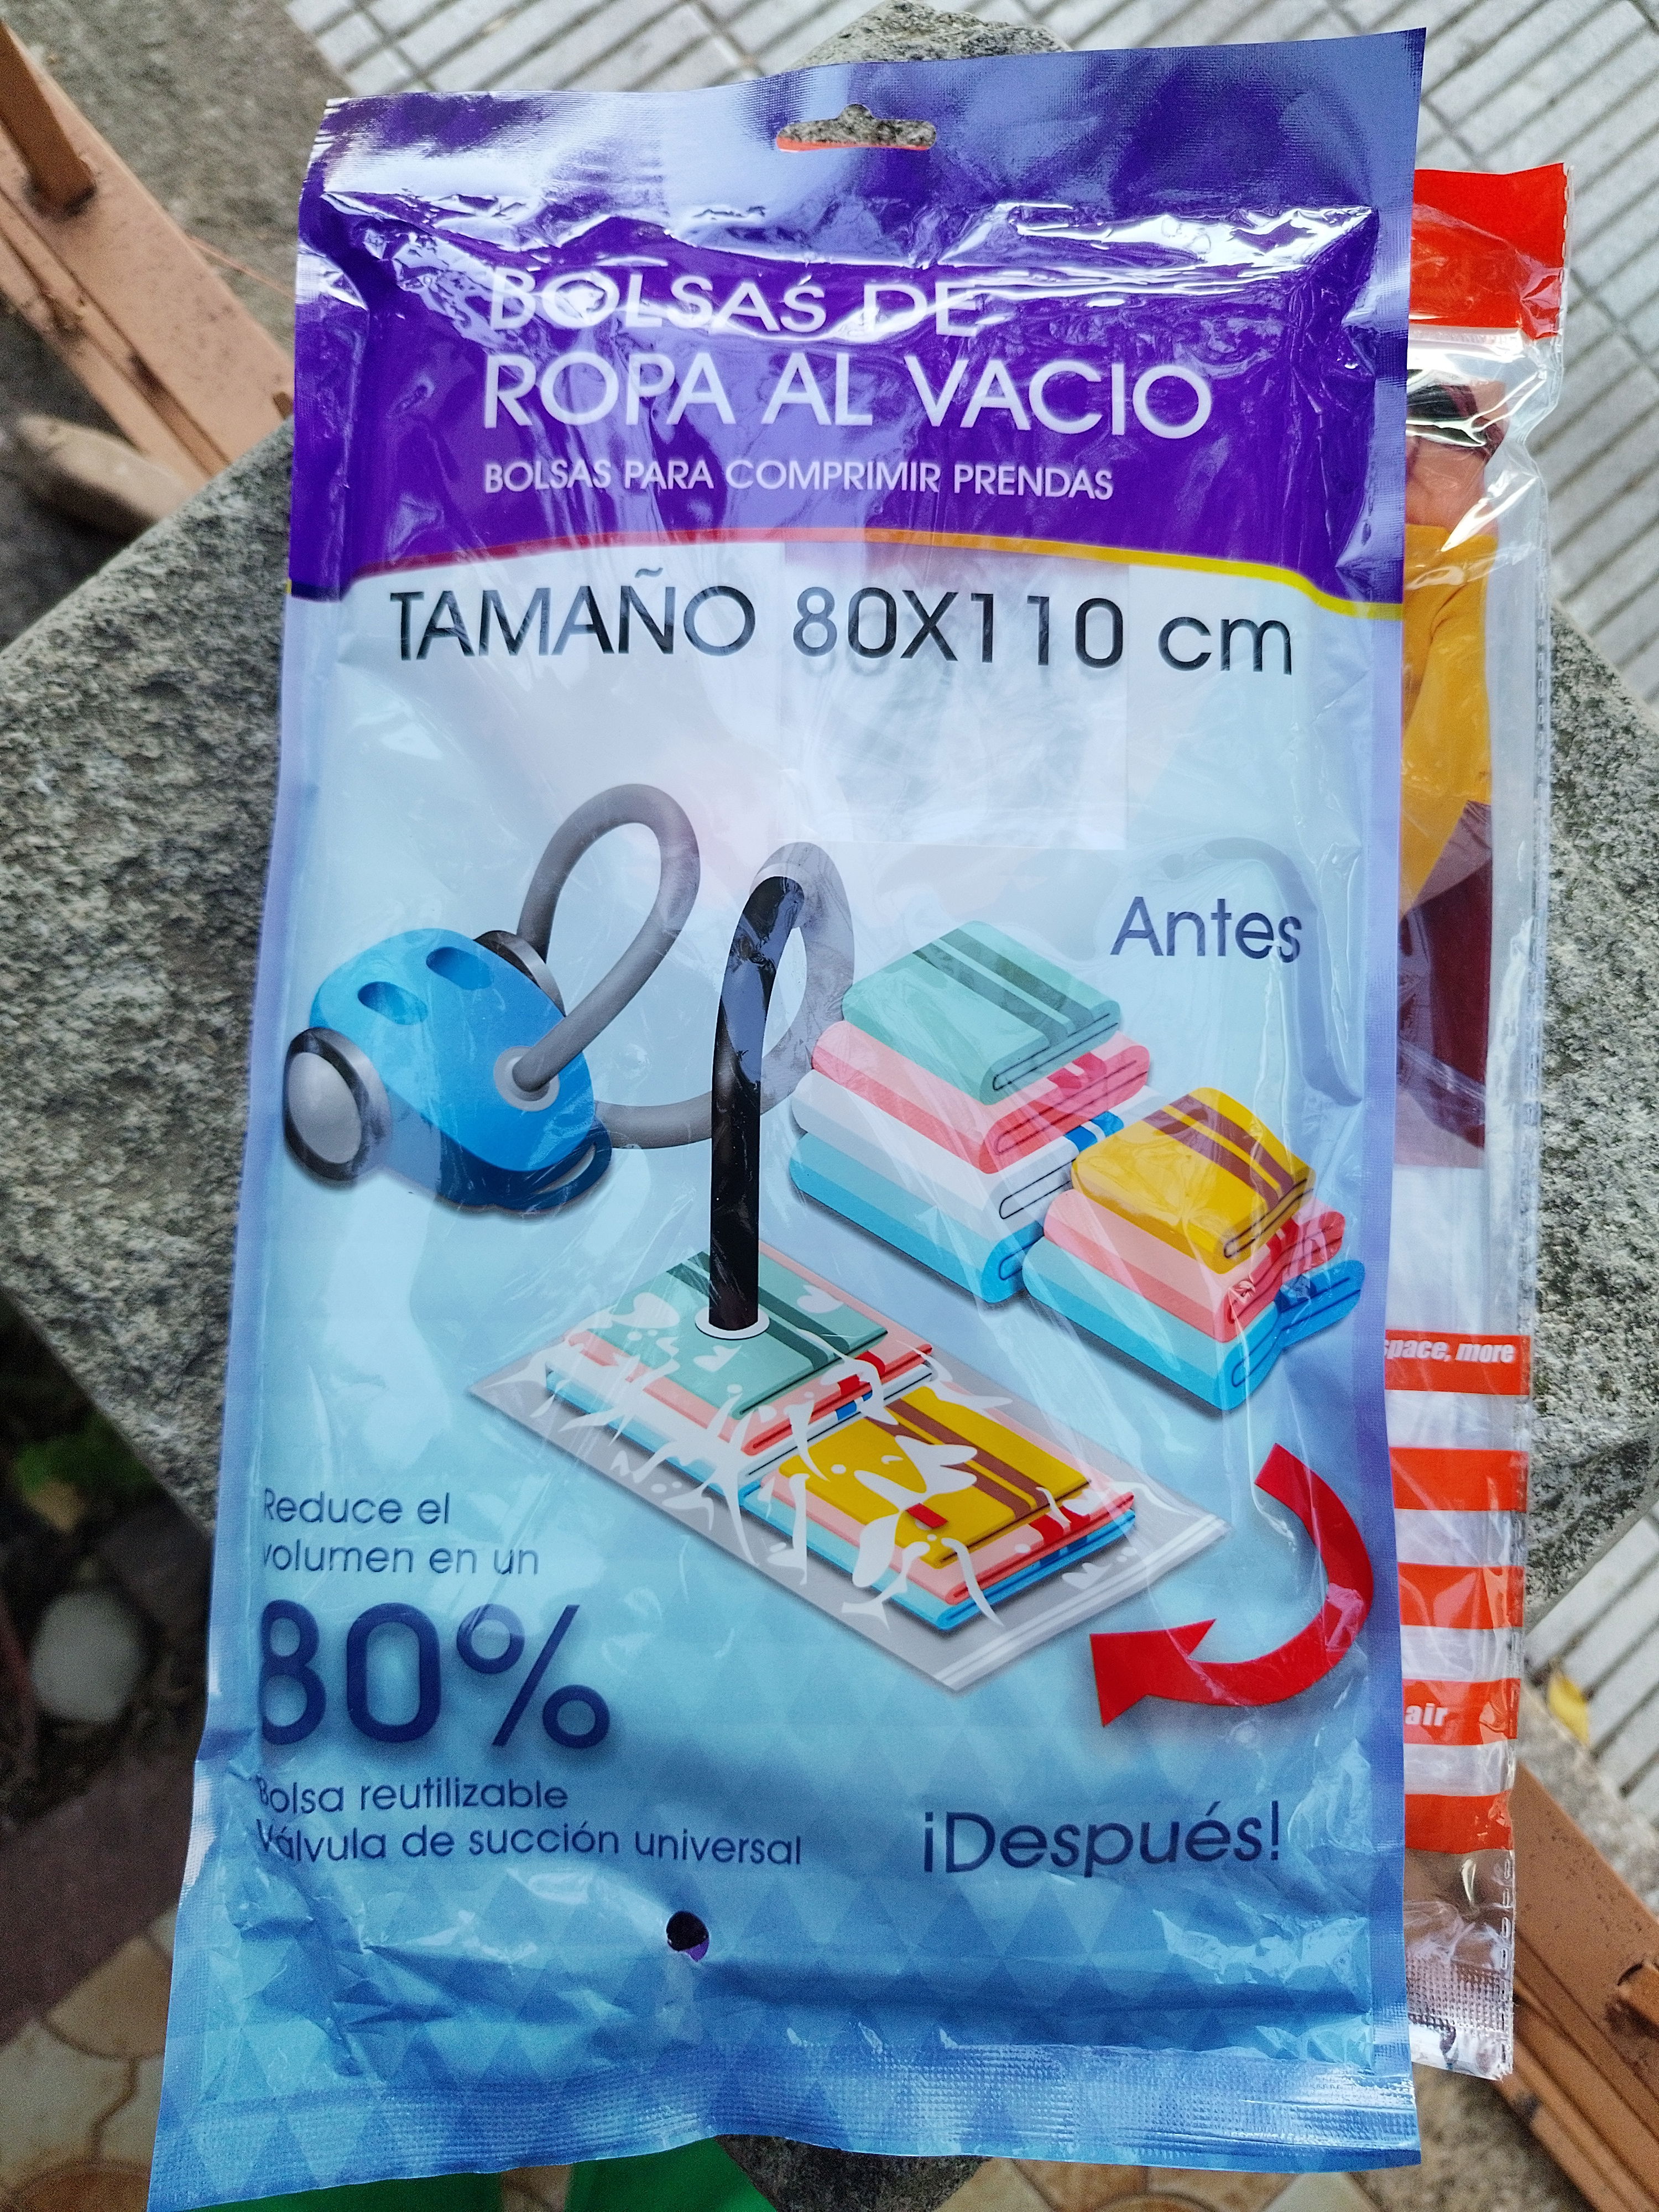 BOLSAS DE
ROPA AL VACIO
BOLSAS PARA COMPRIMIR PRENDAS
TAMAÑO 80X110 cm
Antes
space, more
Reduce el
volumen en un
80%
air
Bolsa reutilizable
Válvula de succión universal
¡Después!